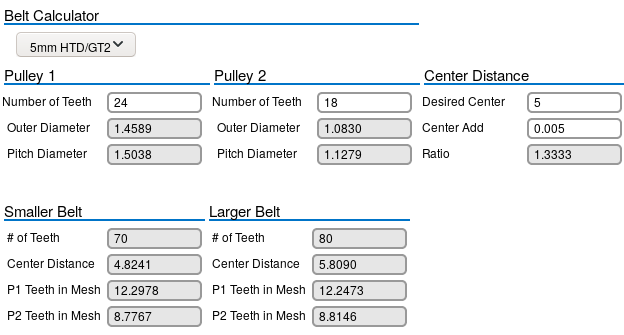 Belt Calculator
5mm HTD/GT2
Pulley 1 Pulley 2 Center Distance
Number of Teeth 24 Number of Teeth 18 Desired Center 5
Outer Diameter 1.4589 Outer Diameter 1.0830 Center Add 0.005
Pitch Diameter 1.5038 Pitch Diameter 1.1279 Ratio 1.3333
Smaller Belt Larger Belt
# of Teeth 70 # of Teeth 80
Center Distance 4.8241 Center Distance 5.8090
P1 Teeth in Mesh 12.2978 P1 Teeth in Mesh 12.2473
P2 Teeth in Mesh 8.7767 P2 Teeth in Mesh 8.8146